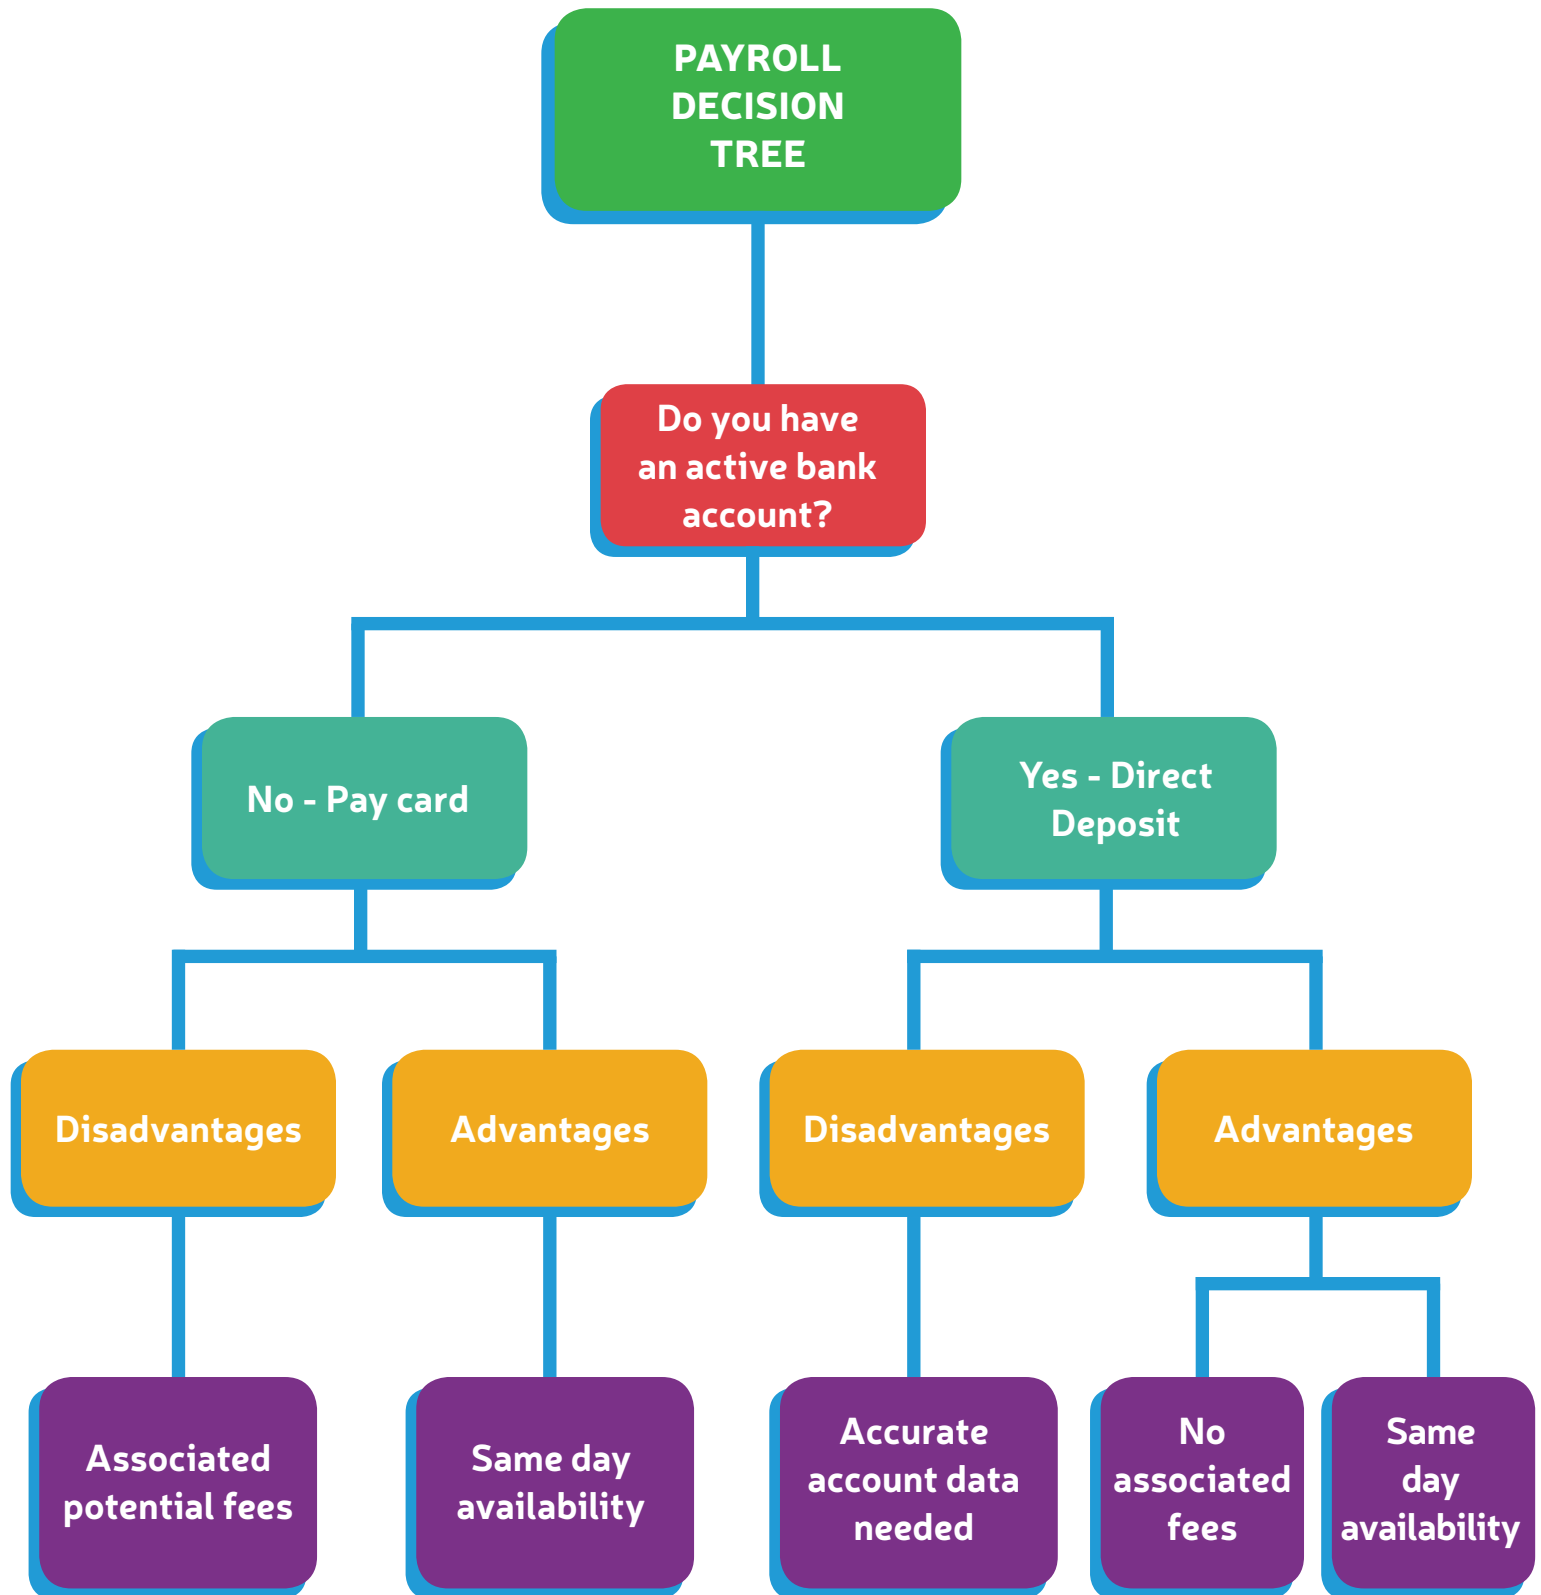 PAYROLL
DECISION
TREE
Do you have
an active bank
account?
No - Pay card
Yes - Direct
Deposit
Disadvantages
Advantages
Disadvantages
Advantages
Associated
potential fees
Same day
availability
Accurate
account data
needed
No
associated
fees
Same
day
availability